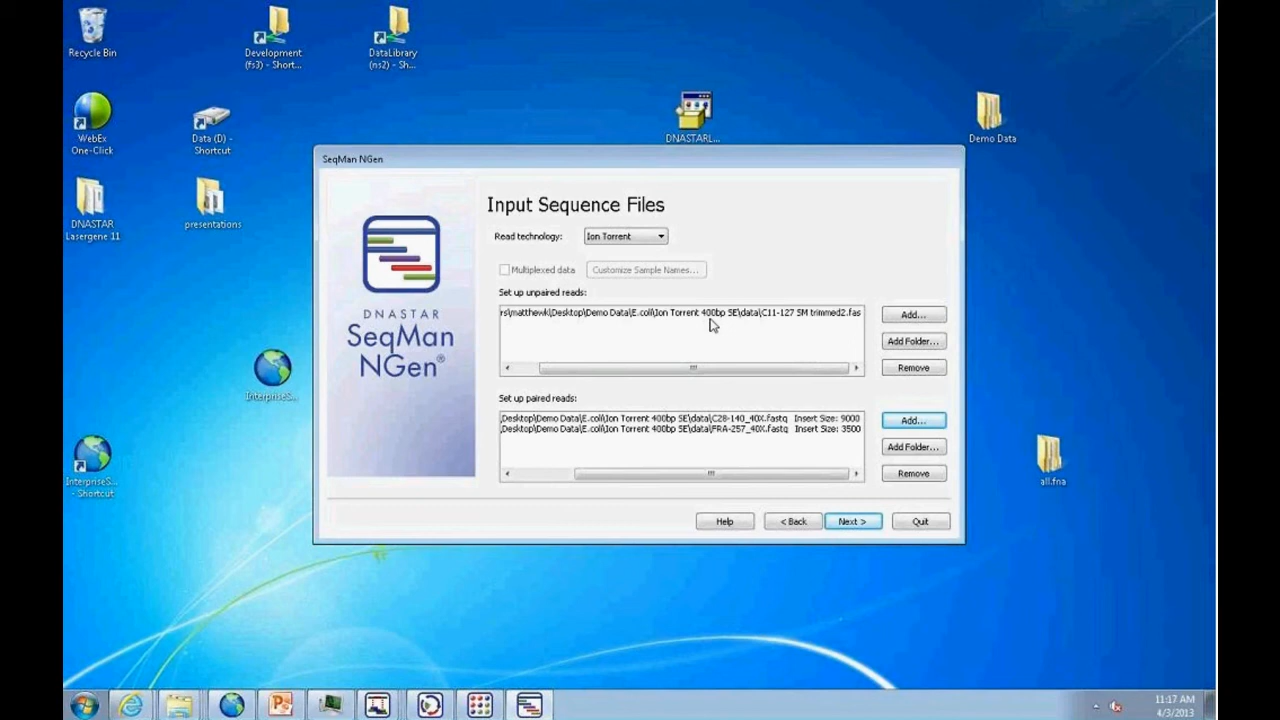 Recycle Bin
Development
(fs3) - Short...
DataLibrary
(ns2) - Sh...
WebEx
One-Click
Data (D) -
Shortcut
DNASTARL...
Demo Data
DNASTAR
Lasergene 11
presentations
InterpriseS...
InterpriseS...
- Shortcut
all.fna
SeqMan NGen
DNASTAR
SeqMan
NGen®
Input Sequence Files
Read technology:
Ion Torrent
Multiplexed data
Customize Sample Names...
Set up unpaired reads:
rs\matthewk\Desktop\Demo Data\E.coli\Ion Torrent 400bp SE\data\C11-127 5M trimmed2.fas
Add...
Add Folder...
Remove
Set up paired reads:
\Desktop\Demo Data\E.coli\Ion Torrent 400bp SE\data\C28-140_40X.fastq Insert Size: 9000
\Desktop\Demo Data\E.coli\Ion Torrent 400bp SE\data\FRA-257_40X.fastq Insert Size: 3500
Add...
Add Folder...
Remove
Help
< Back
Next >
Quit
11:17 AM
4/3/2013